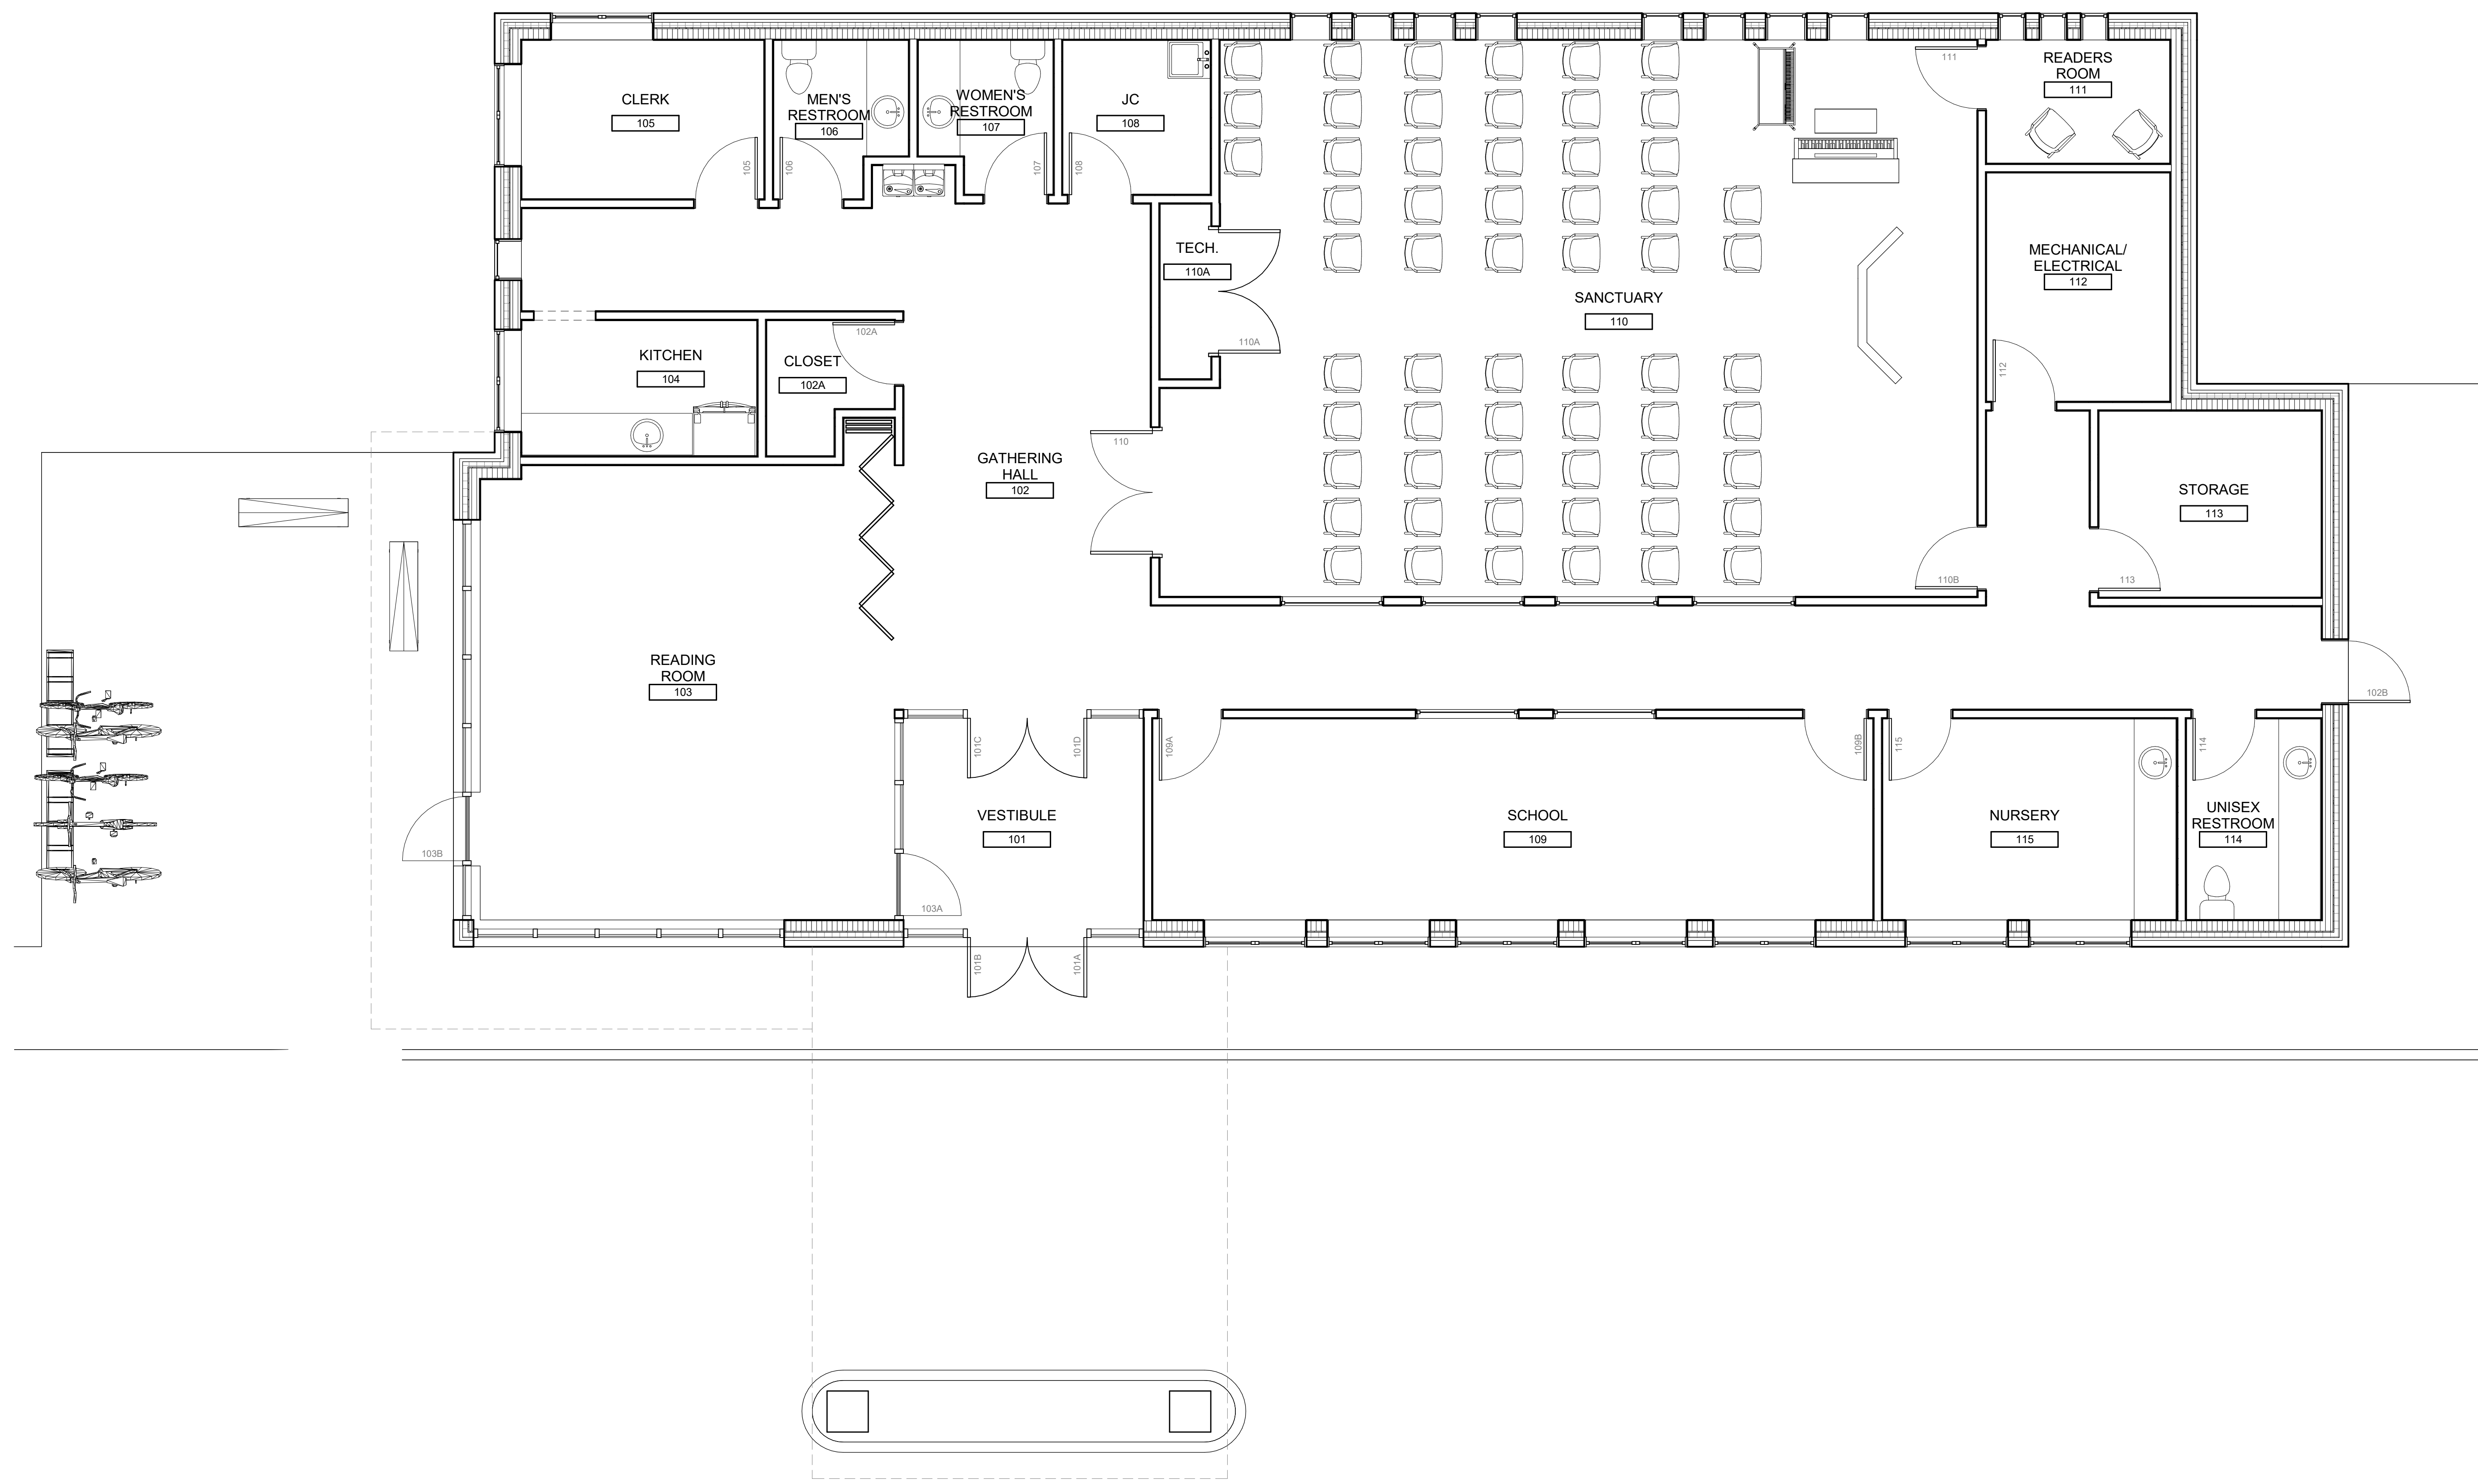 CLERK
105
MEN'S
RESTROOM
106
WOMEN'S
RESTROOM
107
JC
108
105
106
107
108
111
READERS
ROOM
111
TECH.
110A
110A
SANCTUARY
110
MECHANICAL/
ELECTRICAL
112
112
102A
KITCHEN
104
CLOSET
102A
110
GATHERING
HALL
102
STORAGE
113
110B
113
READING
ROOM
103
102B
101C
101D
109A
109B
115
114
VESTIBULE
101
SCHOOL
109
NURSERY
115
UNISEX
RESTROOM
114
103B
103A
101B
101A